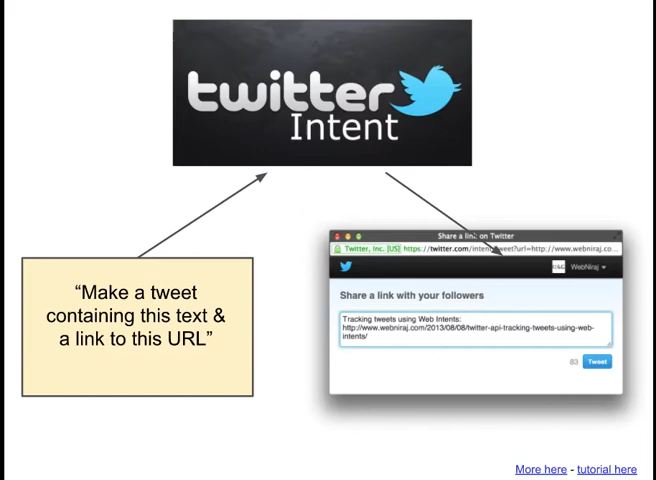 twitter
Intent
“Make a tweet
containing this text &
a link to this URL”
Share a link on Twitter
Twitter, Inc. [US] https://twitter.com/intent/tweet?url=http://www.webniraj.co...
WebNiraj
Share a link with your followers
Tracking tweets using Web Intents:
http://www.webniraj.com/2013/08/08/twitter-api-tracking-tweets-using-web-
intents/
83 Tweet
More here - tutorial here